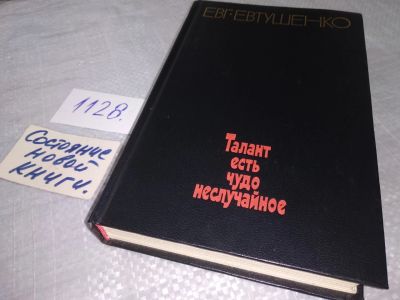 ЕВГ·ЕВТУШЕНКО
1128.
Состояние
новой
книги.
Талант
есть
чудо
неслучайное